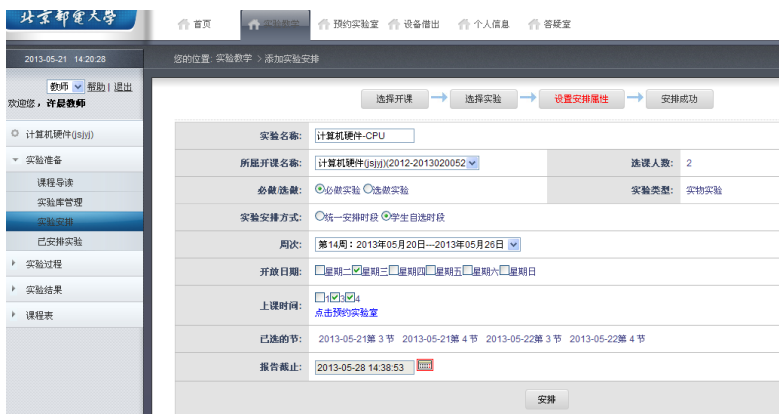 北京邮电大学
首页 实验教学 预约实验室 设备借出 个人信息 答疑室
2013-05-21 14:20:28
您的位置: 实验教学 > 添加实验安排
教师 帮助 | 退出
欢迎您，许晨教师
选择开课 选择实验 设置安排属性 安排成功
计算机硬件(jsjyj)
实验准备
课程导读
实验库管理
实验安排
已安排实验
实验过程
实验结果
课程表
实验名称: 计算机硬件-CPU
所属开课名称: 计算机硬件(jsjyj)(2012-2013020052 选课人数: 2
必做/选做: 必做实验 选做实验 实验类型: 实物实验
实验安排方式: 统一安排时段 学生自选时段
周次: 第14周：2013年05月20日---2013年05月26日
开放日期: 星期二 星期三 星期四 星期五 星期六 星期日
上课时间: 1 3 4
点击预约实验室
已选的节: 2013-05-21第 3 节 2013-05-21第 4 节 2013-05-22第 3 节 2013-05-22第 4 节
报告截止: 2013-05-28 14:38:53
安排